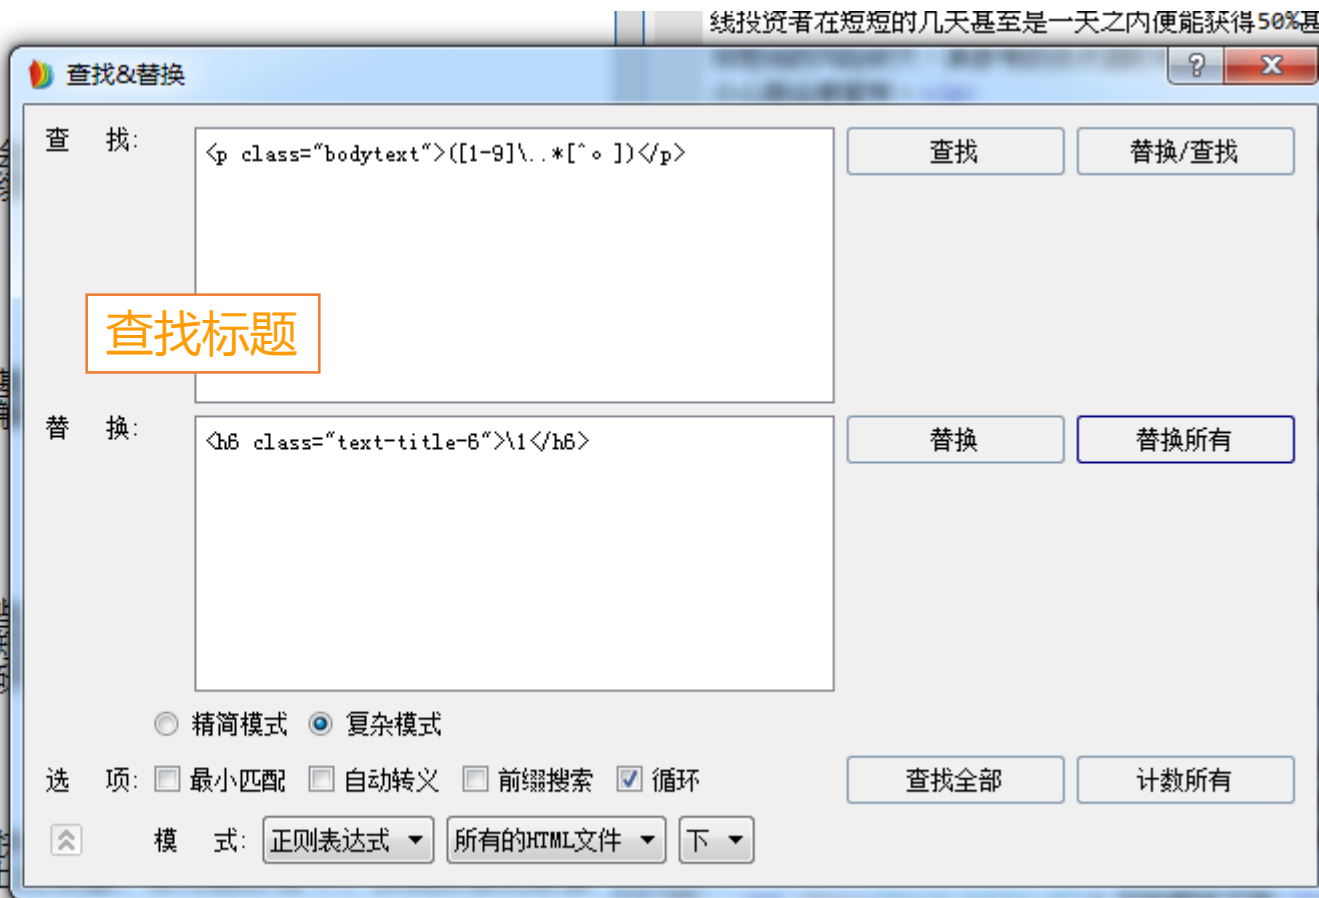 线投资者在短短的几天甚至是一天之内便能获得50%甚
查找&替换
查 找:
<p class="bodytext">([1-9]\..*[^。])</p>
查找
替换/查找
查找标题
替 换:
<h6 class="text-title-6">\1</h6>
替换
替换所有
精简模式 复杂模式
选 项: 最小匹配 自动转义 前缀搜索 循环
查找全部
计数所有
模 式: 正则表达式 所有的HTML文件 下